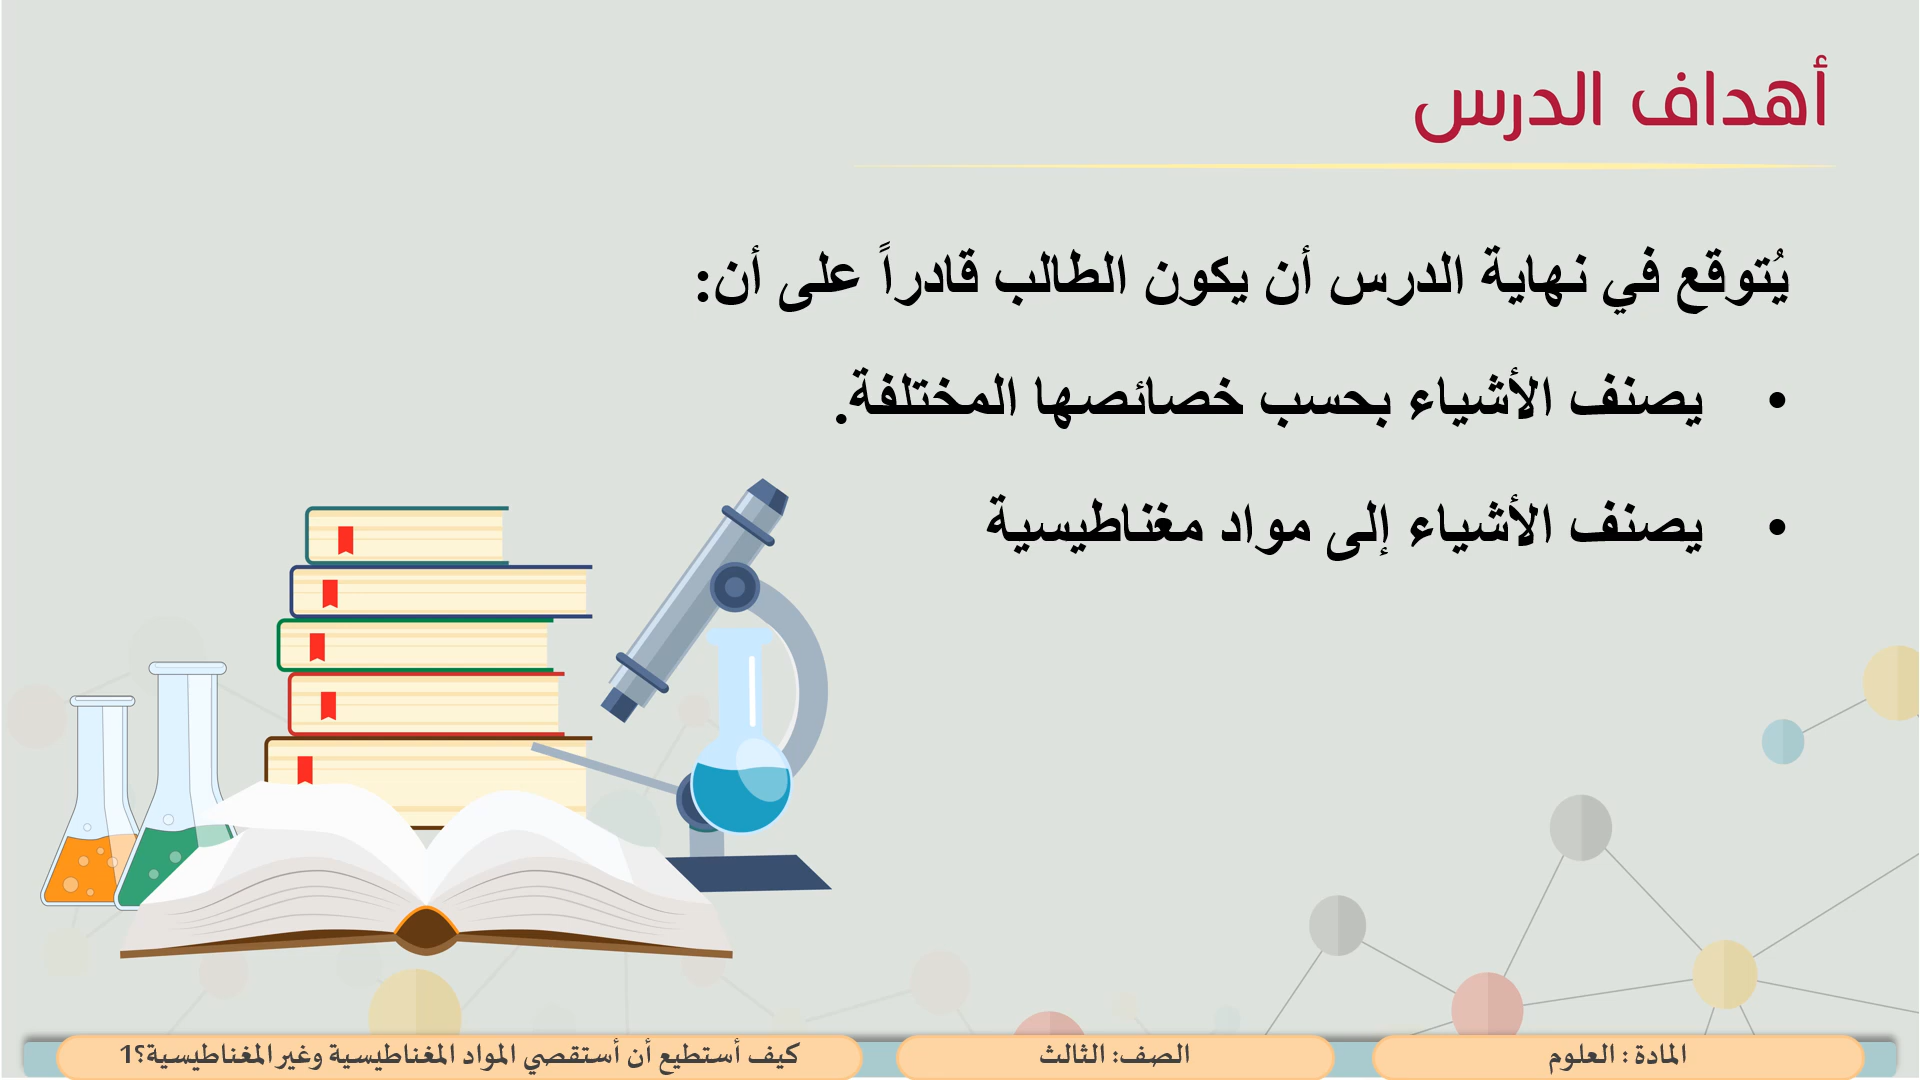 أهداف الدرس
يُتوقع في نهاية الدرس أن يكون الطالب قادراً على أن:
• يصنف الأشياء بحسب خصائصها المختلفة.
• يصنف الأشياء إلى مواد مغناطيسية
المادة : العلوم
الصف: الثالث
كيف أستطيع أن أستقصي المواد المغناطيسية وغير المغناطيسية؟1